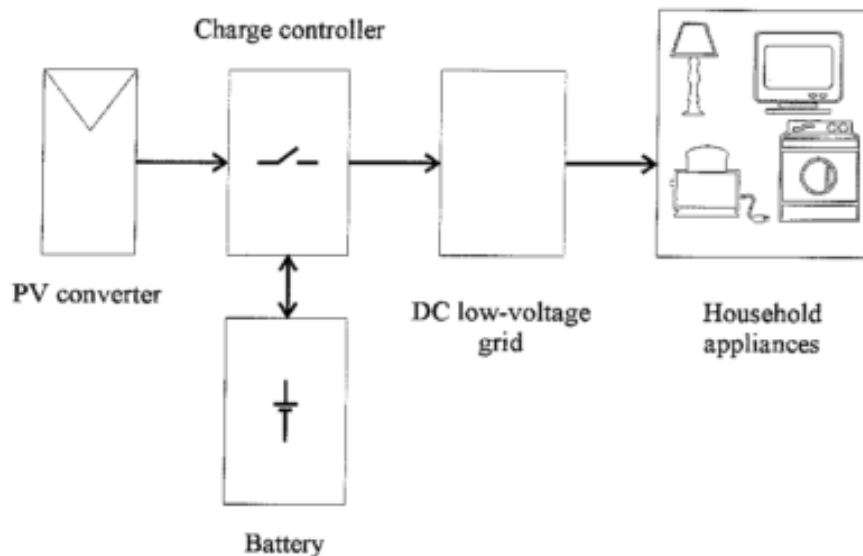 Charge controller
PV converter
DC low-voltage
grid
Household
appliances
Battery